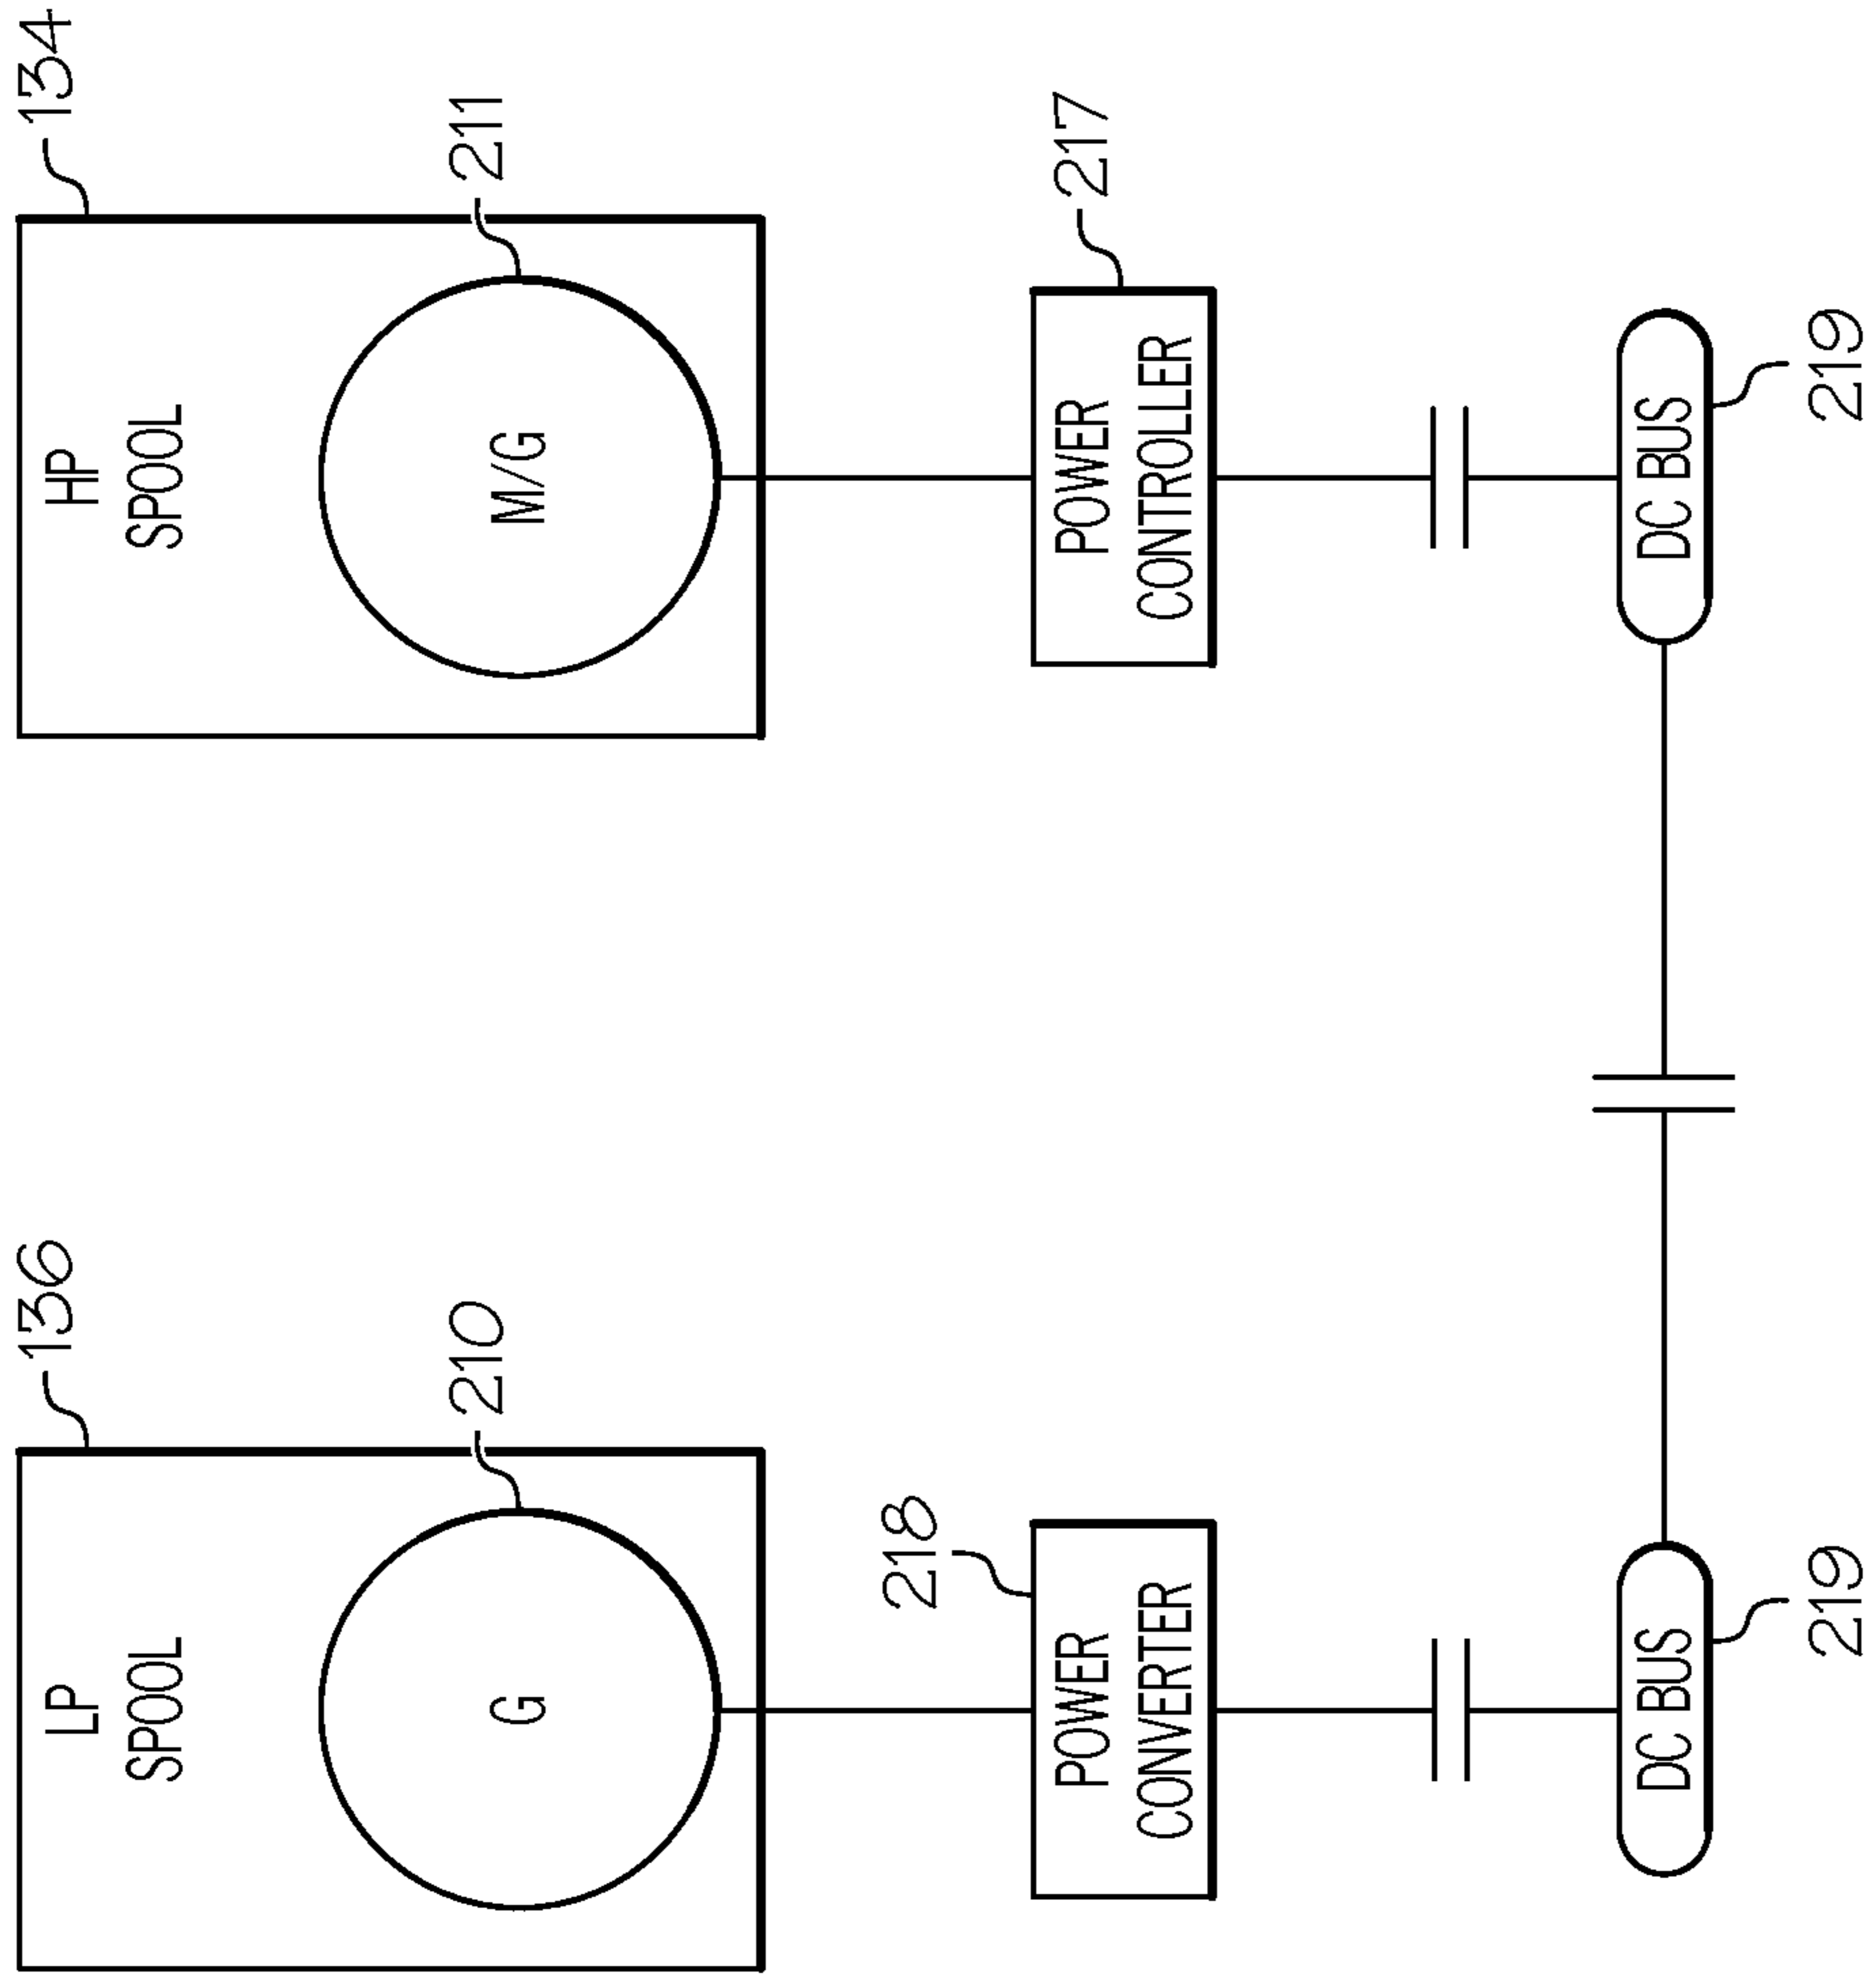 136
LP
SPOOL
210
G
218
POWER
CONVERTER
DC BUS
219
134
HP
SPOOL
211
M/G
217
POWER
CONTROLLER
DC BUS
219